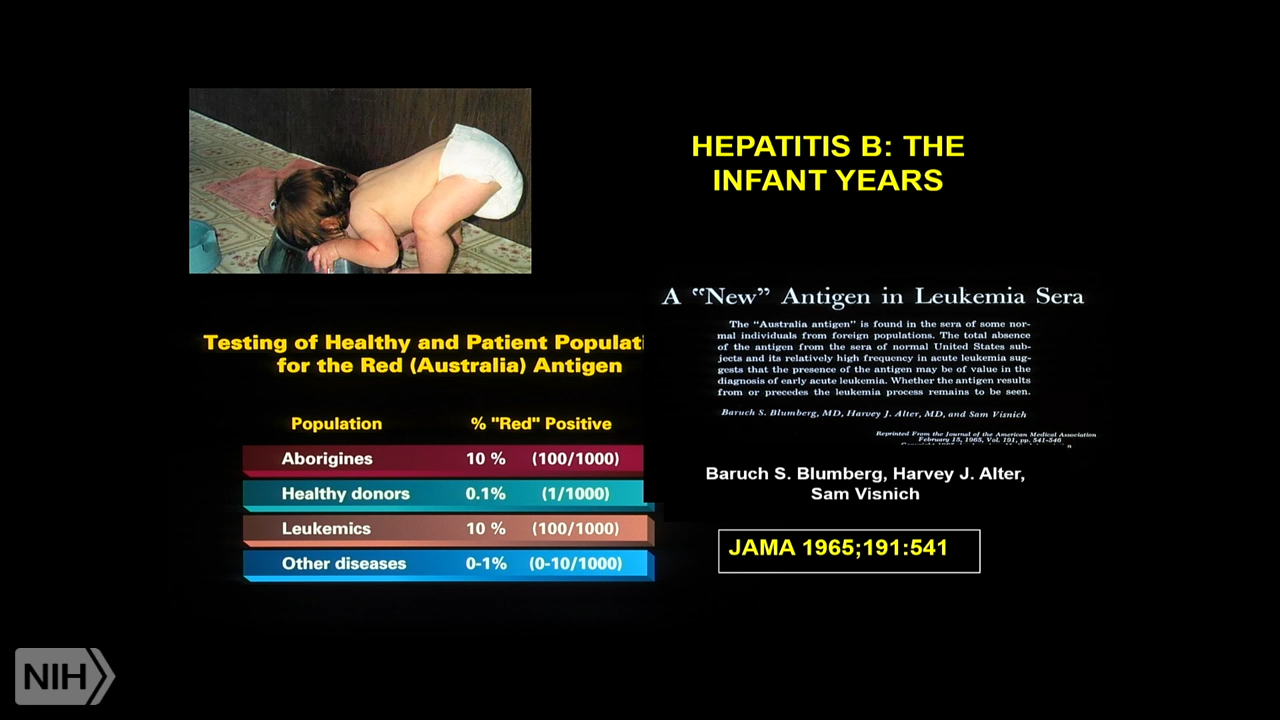 HEPATITIS B: THE
INFANT YEARS
A “New” Antigen in Leukemia Sera
The “Australia antigen” is found in the sera of some nor-
mal individuals from foreign populations. The total absence
of the antigen from the sera of normal United States sub-
jects and its relatively high frequency in acute leukemia sug-
gests that the presence of the antigen may be of value in the
diagnosis of early acute leukemia. Whether the antigen results
from or precedes the leukemia process remains to be seen.
Baruch S. Blumberg, MD, Harvey J. Alter, MD, and Sam Visnich
Reprinted From the Journal of the American Medical Association
February 15, 1965, Vol. 191, pp. 541-546
Baruch S. Blumberg, Harvey J. Alter,
Sam Visnich
JAMA 1965;191:541
Testing of Healthy and Patient Populati
for the Red (Australia) Antigen
Population % "Red" Positive
Aborigines 10 % (100/1000)
Healthy donors 0.1% (1/1000)
Leukemics 10 % (100/1000)
Other diseases 0-1% (0-10/1000)
NIH